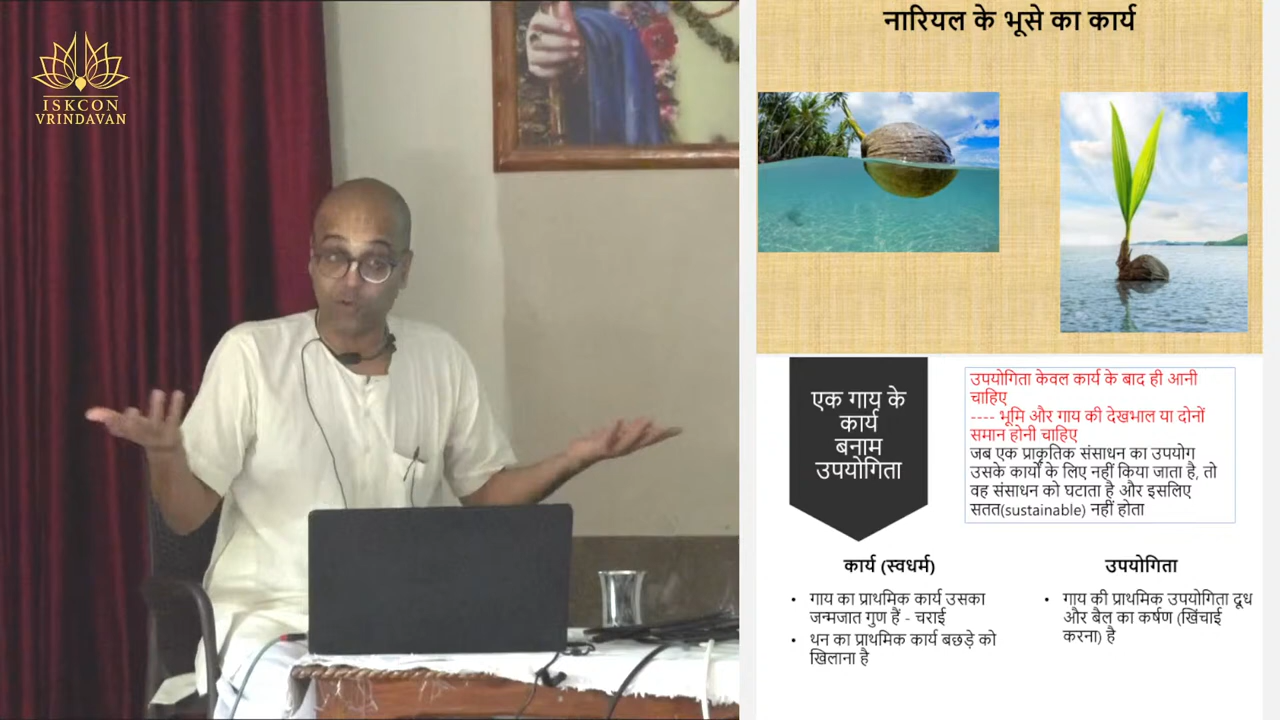 ISKCON
VRINDAVAN
नारियल के भूसे का कार्य
एक गाय के
कार्य
बनाम
उपयोगिता
उपयोगिता केवल कार्य के बाद ही आनी
चाहिए
---- भूमि और गाय की देखभाल या दोनों
समान होनी चाहिए
जब एक प्राकृतिक संसाधन का उपयोग
उसके कार्यों के लिए नहीं किया जाता है, तो
वह संसाधन को घटाता है और इसलिए
सतत(sustainable) नहीं होता
कार्य (स्वधर्म)
• गाय का प्राथमिक कार्य उसका
जन्मजात गुण हैं - चराई
• थन का प्राथमिक कार्य बछड़े को
खिलाना है
उपयोगिता
• गाय की प्राथमिक उपयोगिता दूध
और बैल का कर्षण (खिंचाई
करना) है